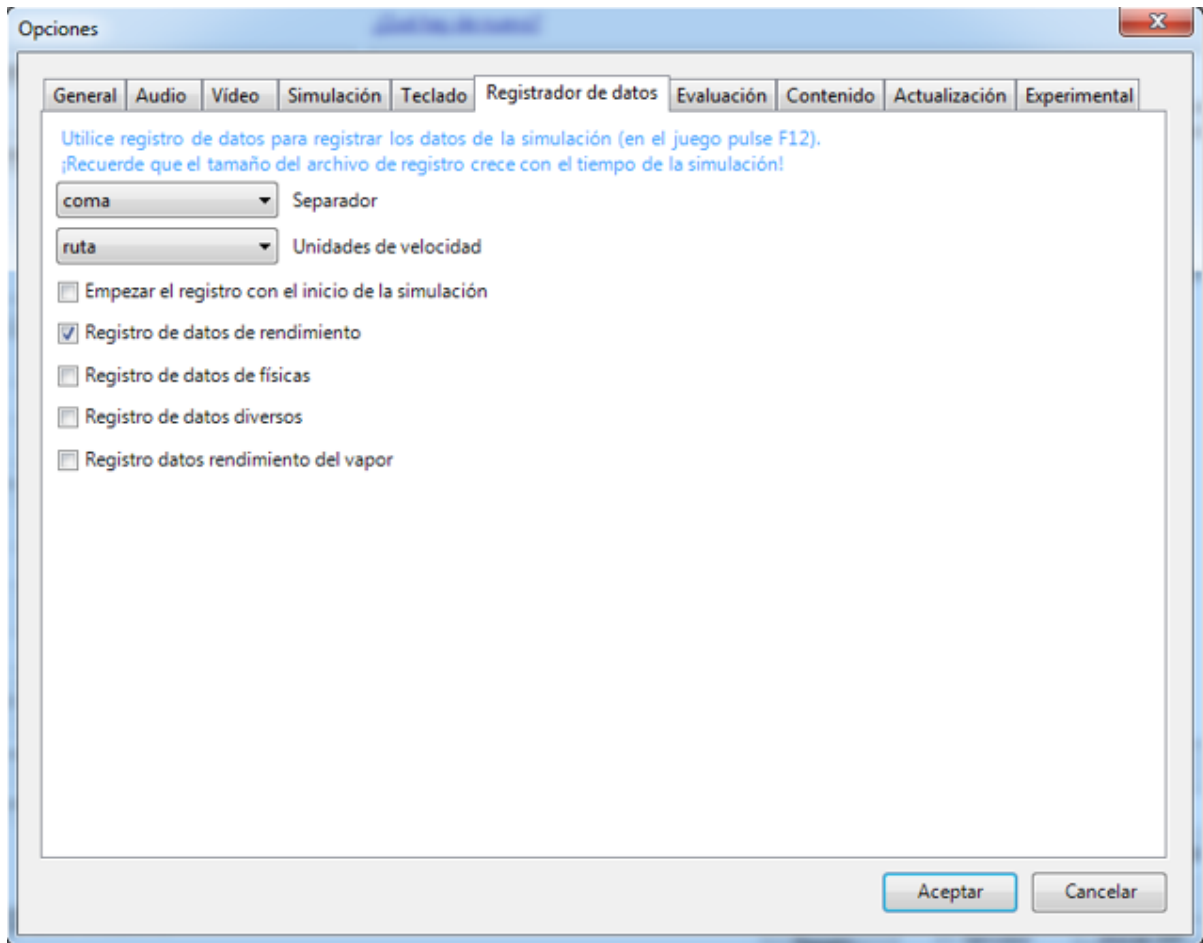 Opciones
General Audio Vídeo Simulación Teclado Registrador de datos Evaluación Contenido Actualización Experimental
Utilice registro de datos para registrar los datos de la simulación (en el juego pulse F12).
¡Recuerde que el tamaño del archivo de registro crece con el tiempo de la simulación!
coma Separador
ruta Unidades de velocidad
Empezar el registro con el inicio de la simulación
Registro de datos de rendimiento
Registro de datos de físicas
Registro de datos diversos
Registro datos rendimiento del vapor
Aceptar Cancelar